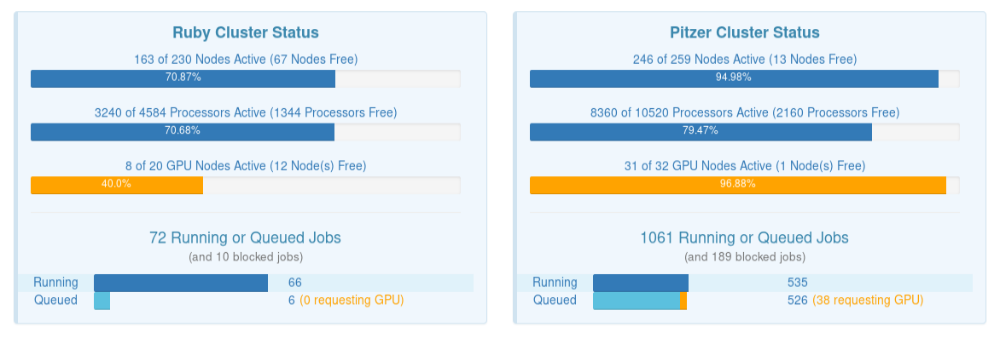 Ruby Cluster Status
163 of 230 Nodes Active (67 Nodes Free)
70.87%
3240 of 4584 Processors Active (1344 Processors Free)
70.68%
8 of 20 GPU Nodes Active (12 Node(s) Free)
40.0%
72 Running or Queued Jobs
(and 10 blocked jobs)
Running 66
Queued 6 (0 requesting GPU)
Pitzer Cluster Status
246 of 259 Nodes Active (13 Nodes Free)
94.98%
8360 of 10520 Processors Active (2160 Processors Free)
79.47%
31 of 32 GPU Nodes Active (1 Node(s) Free)
96.88%
1061 Running or Queued Jobs
(and 189 blocked jobs)
Running 535
Queued 526 (38 requesting GPU)